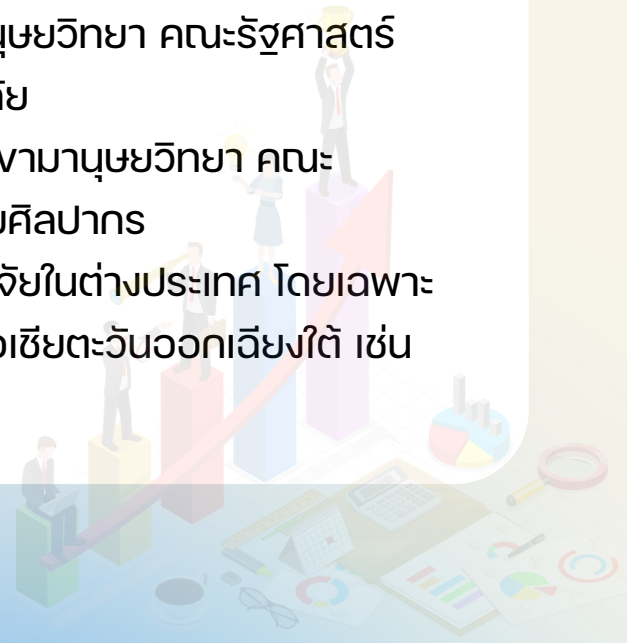 นุษยวิทยา คณะรัฐศาสตร์
ัย
ขามานุษยวิทยา คณะ
ยศิลปากร
จัยในต่างประเทศ โดยเฉพาะ
อเชียตะวันออกเฉียงใต้ เช่น